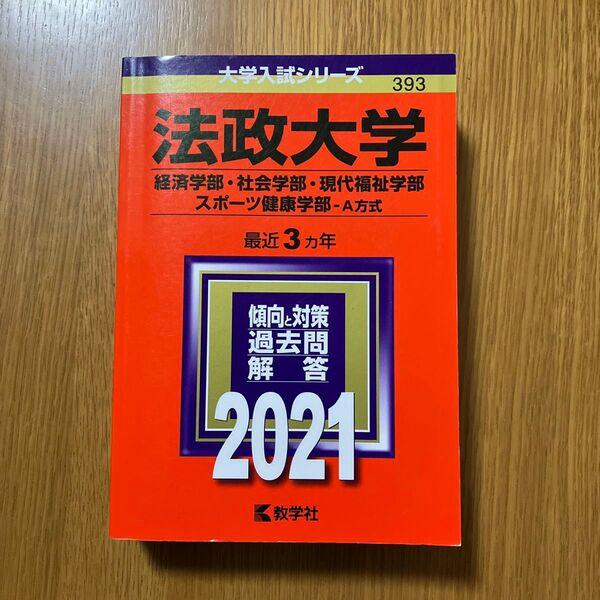 大学入試シリーズ
393
法政大学
経済学部・社会学部・現代福祉学部
スポーツ健康学部-A方式
最近3ヵ年
傾向と対策
過去問
解答
2021
教学社